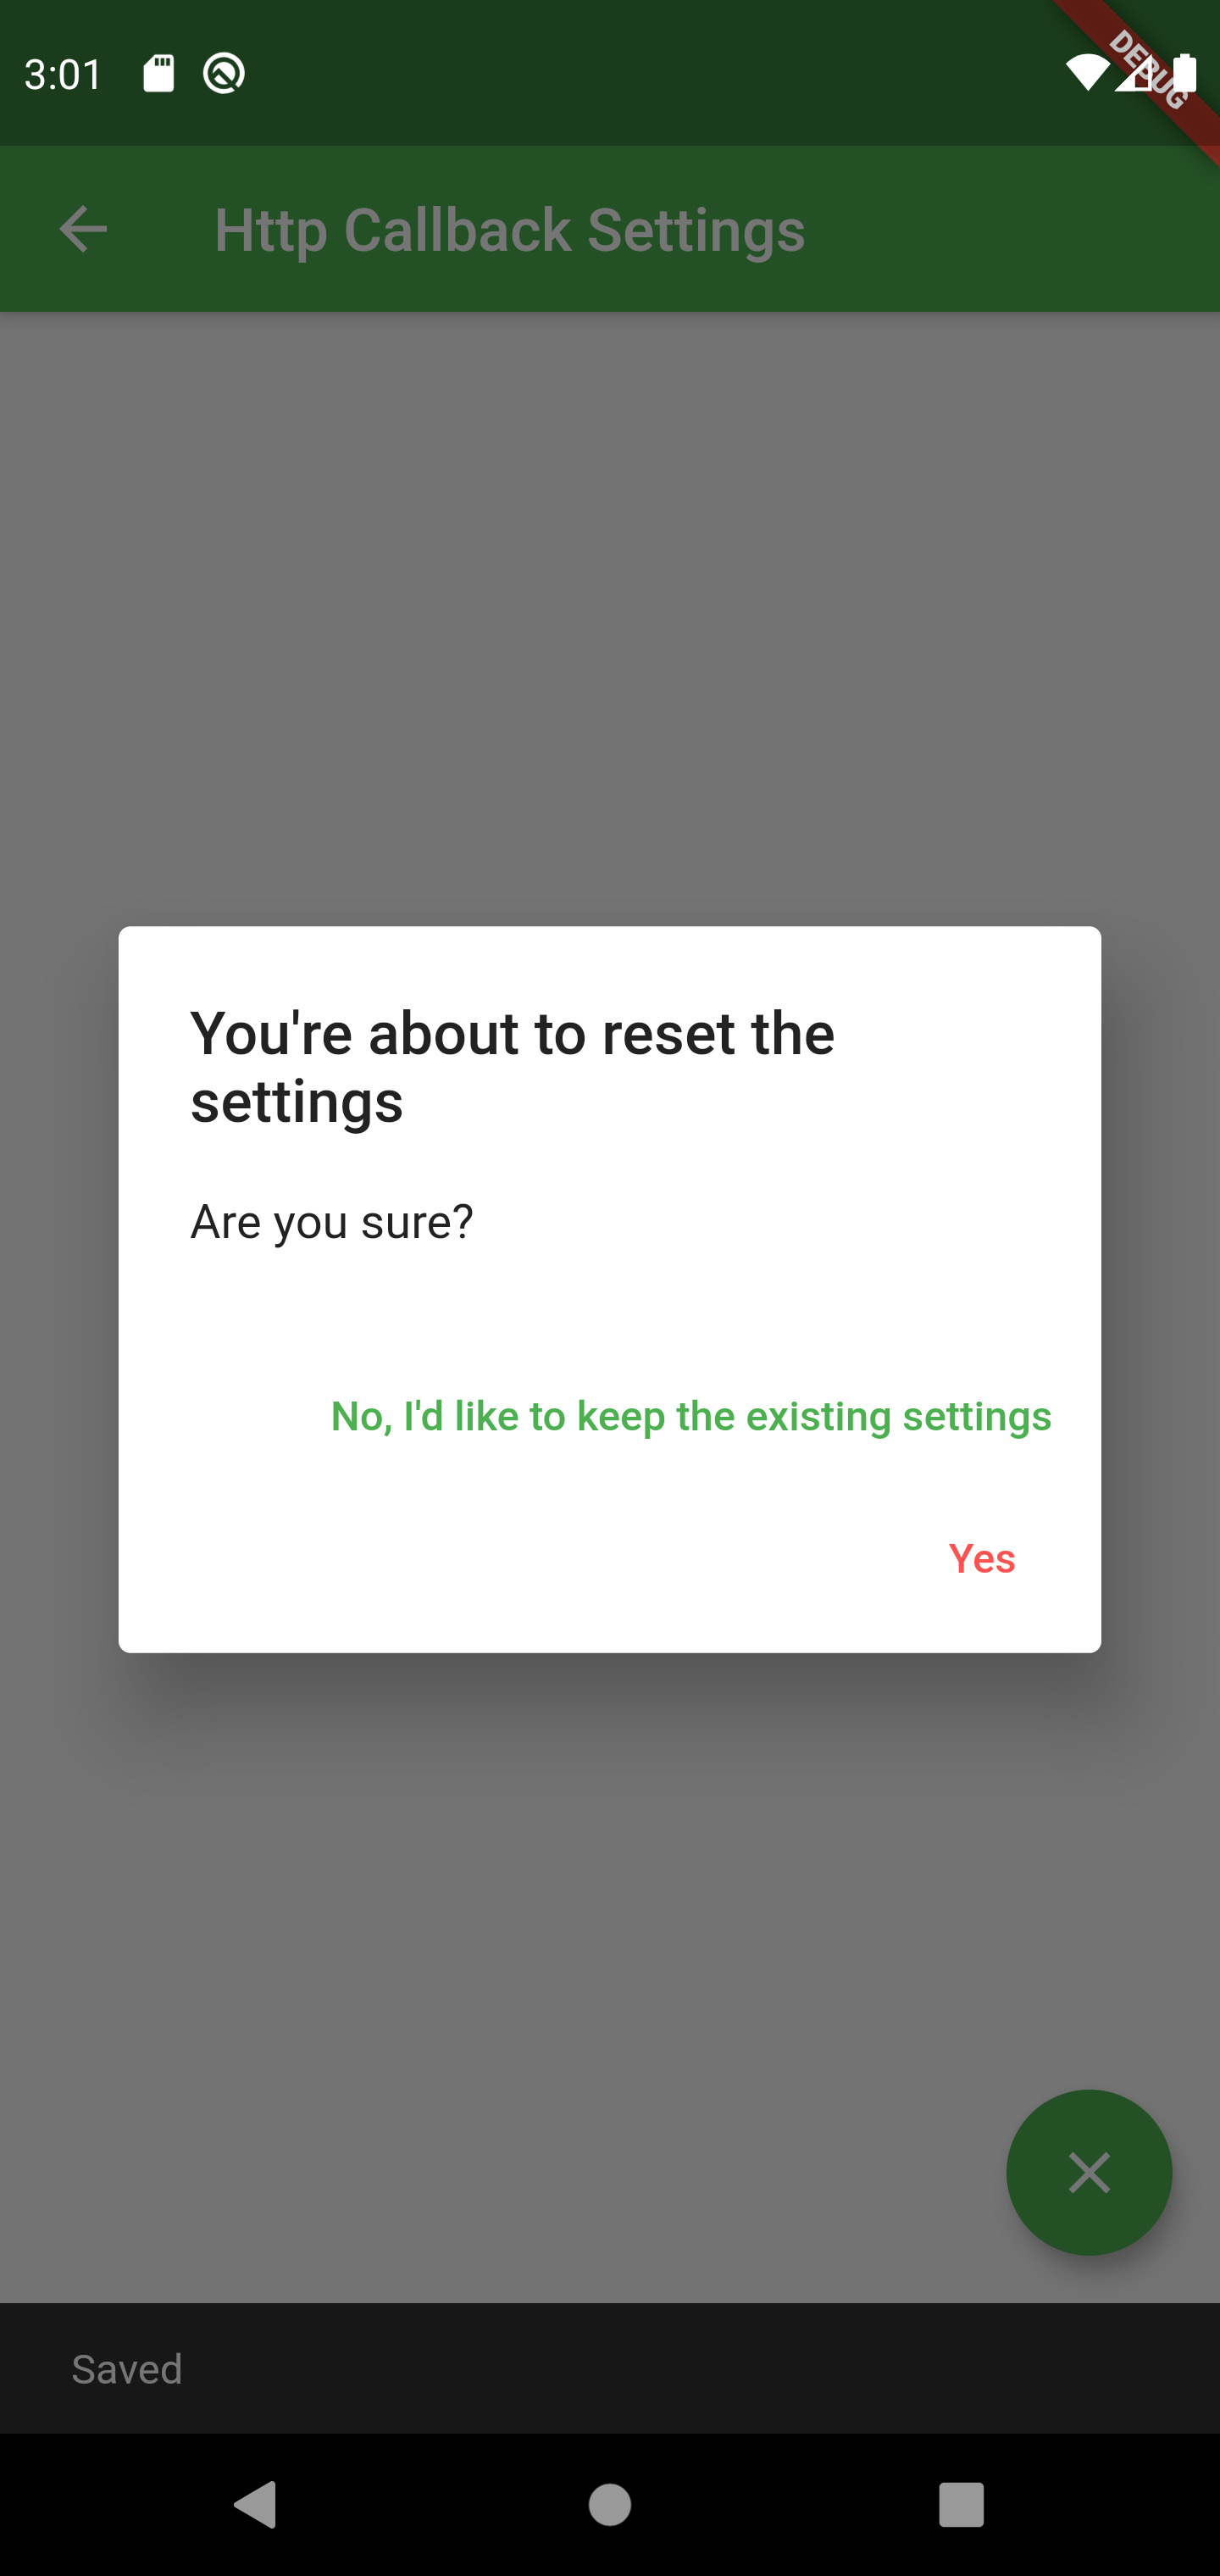 3:01
DEBUG
Http Callback Settings
You're about to reset the
settings
Are you sure?
No, I'd like to keep the existing settings
Yes
Saved